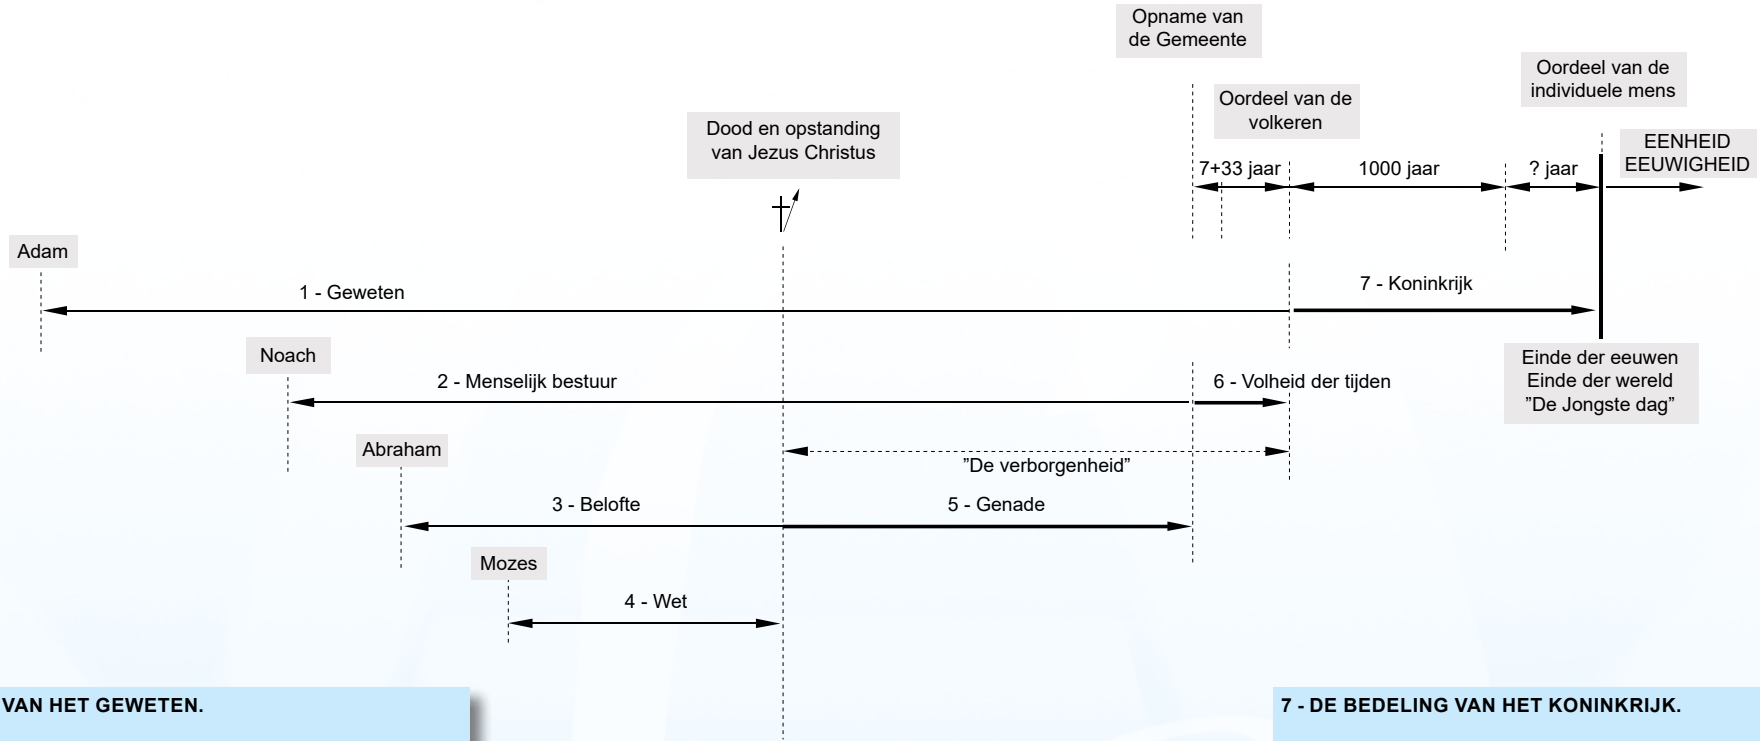 Opname van
de Gemeente
Oordeel van de
individuele mens
Oordeel van de
volkeren
Dood en opstanding
van Jezus Christus
EENHEID
EEUWIGHEID
7+33 jaar
1000 jaar
? jaar
Adam
1 - Geweten
7 - Koninkrijk
Noach
Einde der eeuwen
Einde der wereld
”De Jongste dag”
2 - Menselijk bestuur
6 - Volheid der tijden
Abraham
”De verborgenheid”
3 - Belofte
5 - Genade
Mozes
4 - Wet
VAN HET GEWETEN.
7 - DE BEDELING VAN HET KONINKRIJK.